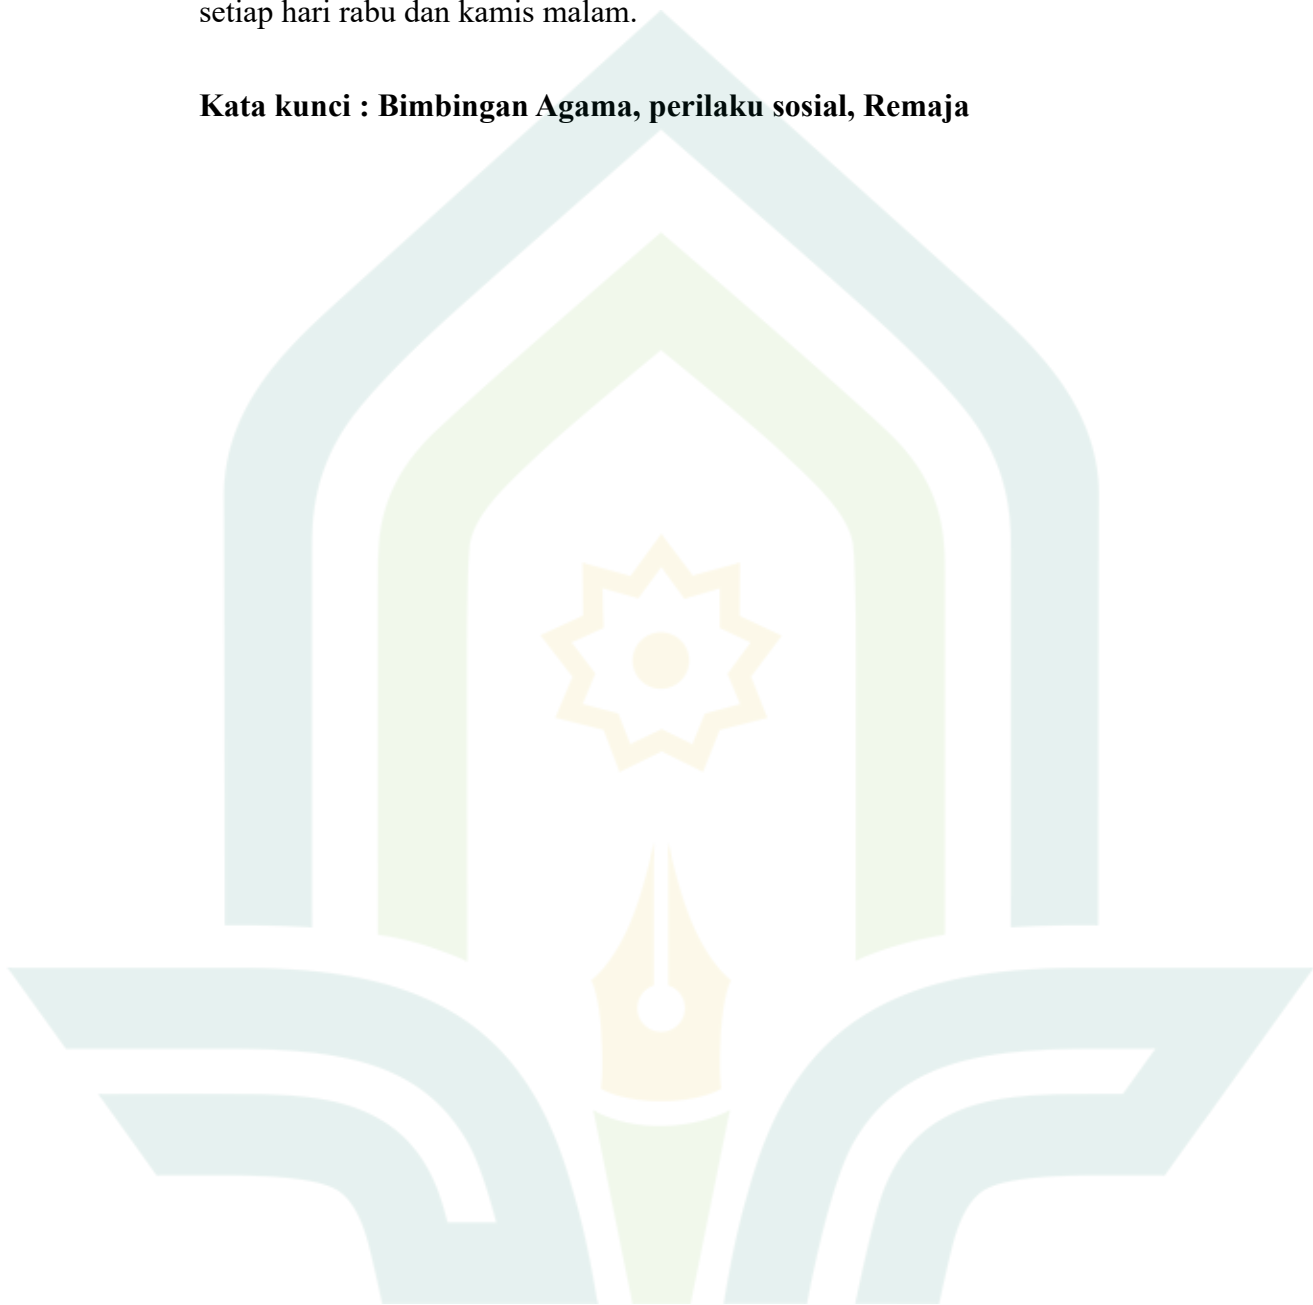 setiap hari rabu dan kamis malam.
Kata kunci : Bimbingan Agama, perilaku sosial, Remaja